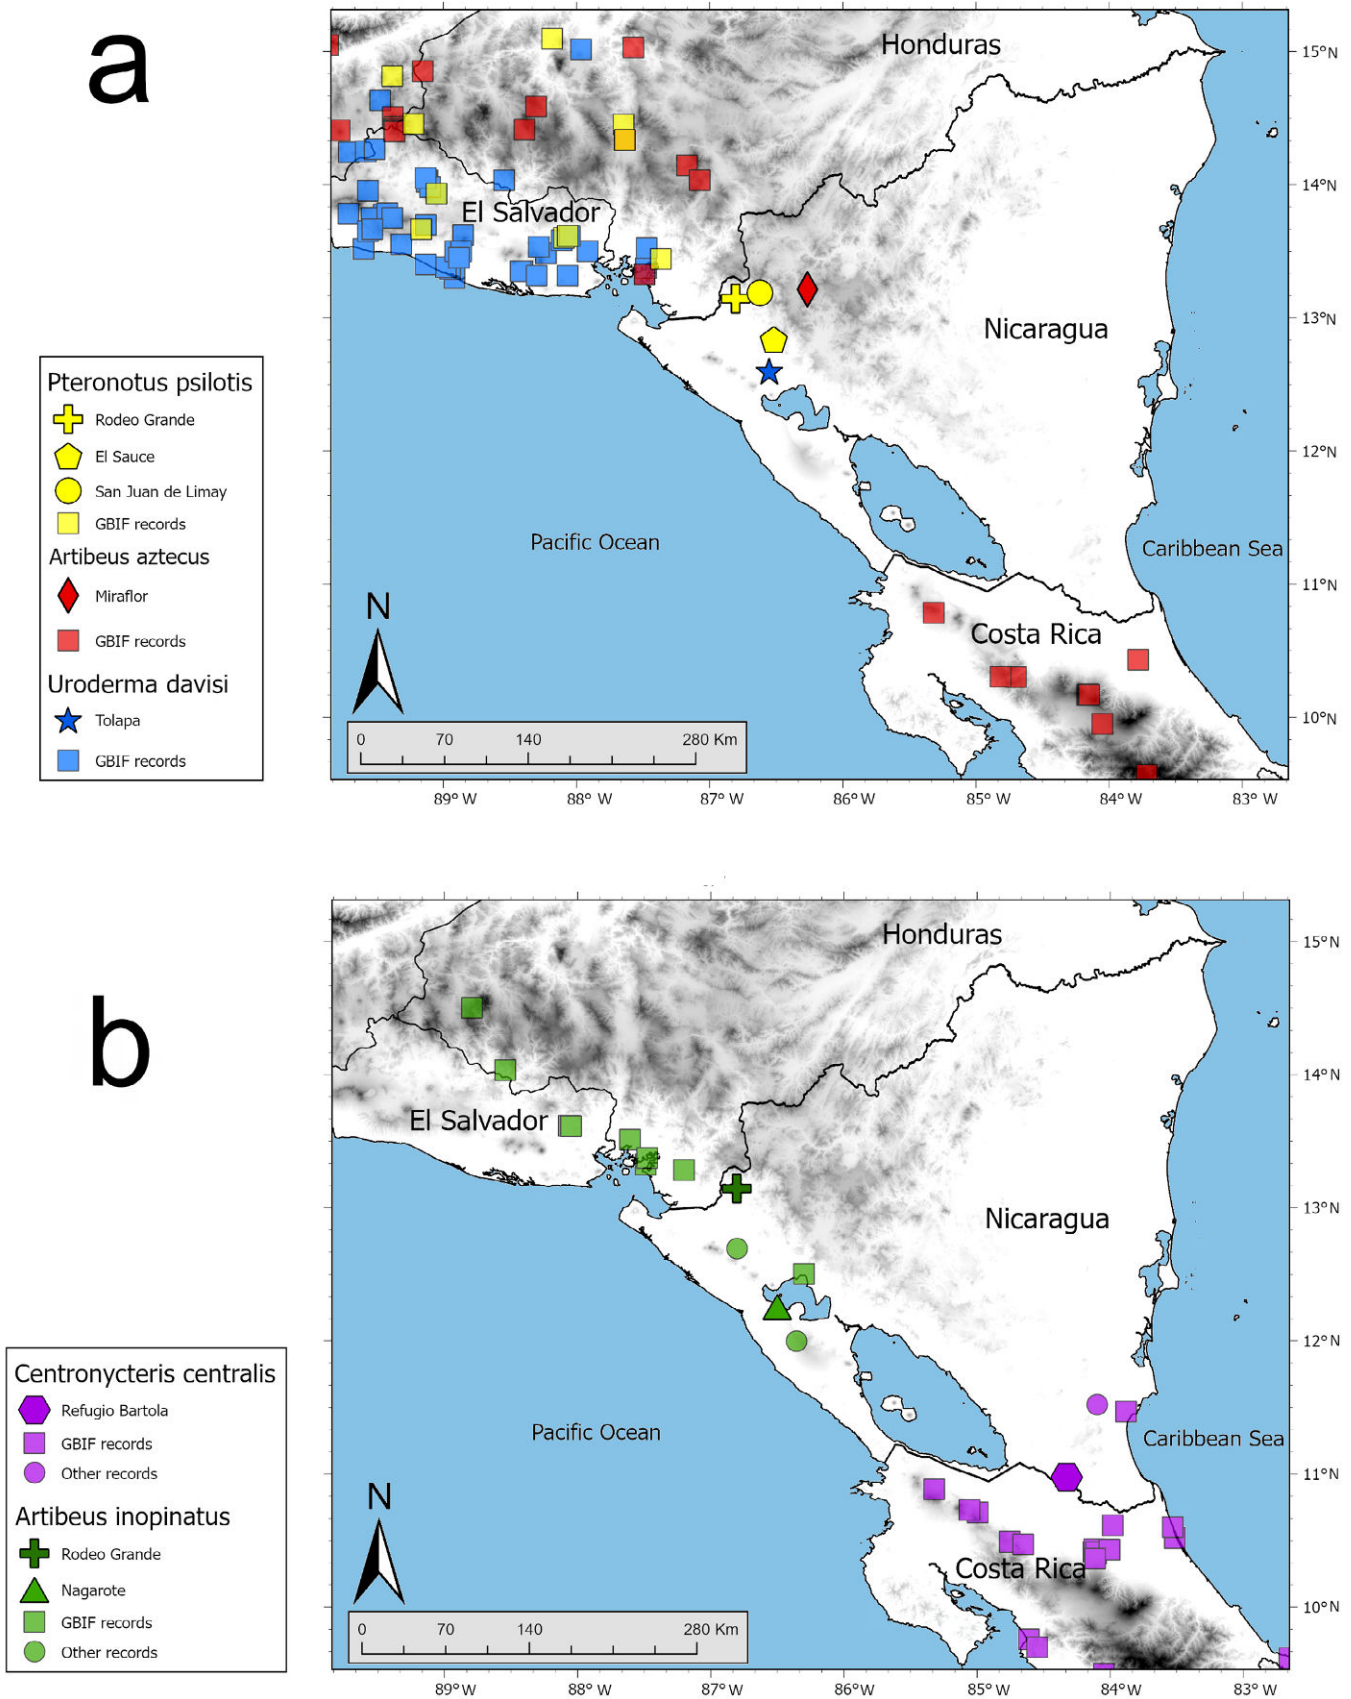 a
Honduras
15°N
14°N
El Salvador
13°N
Nicaragua
12°N
Pacific Ocean
Caribbean Sea
11°N
Costa Rica
10°N
N
0 70 140 280 Km
89°W 88°W 87°W 86°W 85°W 84°W 83°W
Pteronotus psilotis
Rodeo Grande
El Sauce
San Juan de Limay
GBIF records
Artibeus aztecus
Miraflor
GBIF records
Uroderma davisi
Tolapa
GBIF records
b
Honduras
15°N
14°N
El Salvador
13°N
Nicaragua
12°N
Pacific Ocean
Caribbean Sea
11°N
Costa Rica
10°N
N
0 70 140 280 Km
89°W 88°W 87°W 86°W 85°W 84°W 83°W
Centronycteris centralis
Refugio Bartola
GBIF records
Other records
Artibeus inopinatus
Rodeo Grande
Nagarote
GBIF records
Other records